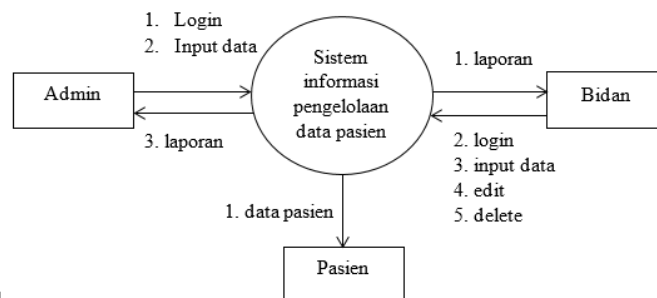 1. Login
2. Input data
Admin
3. laporan
Sistem
informasi
pengelolaan
data pasien
1. laporan
Bidan
2. login
3. input data
4. edit
5. delete
1. data pasien
Pasien